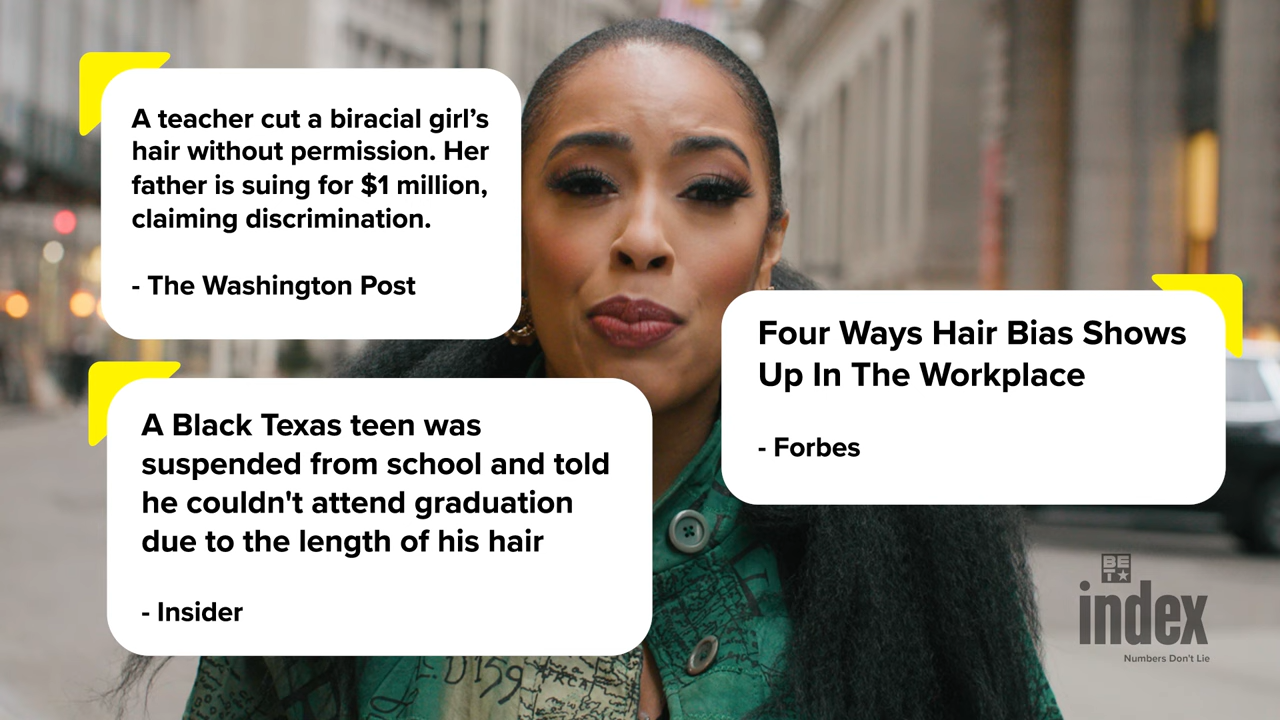 A teacher cut a biracial girl’s
hair without permission. Her
father is suing for $1 million,
claiming discrimination.
- The Washington Post
A Black Texas teen was
suspended from school and told
he couldn't attend graduation
due to the length of his hair
- Insider
Four Ways Hair Bias Shows
Up In The Workplace
- Forbes
D159
BE
T★
index
Numbers Don't Lie